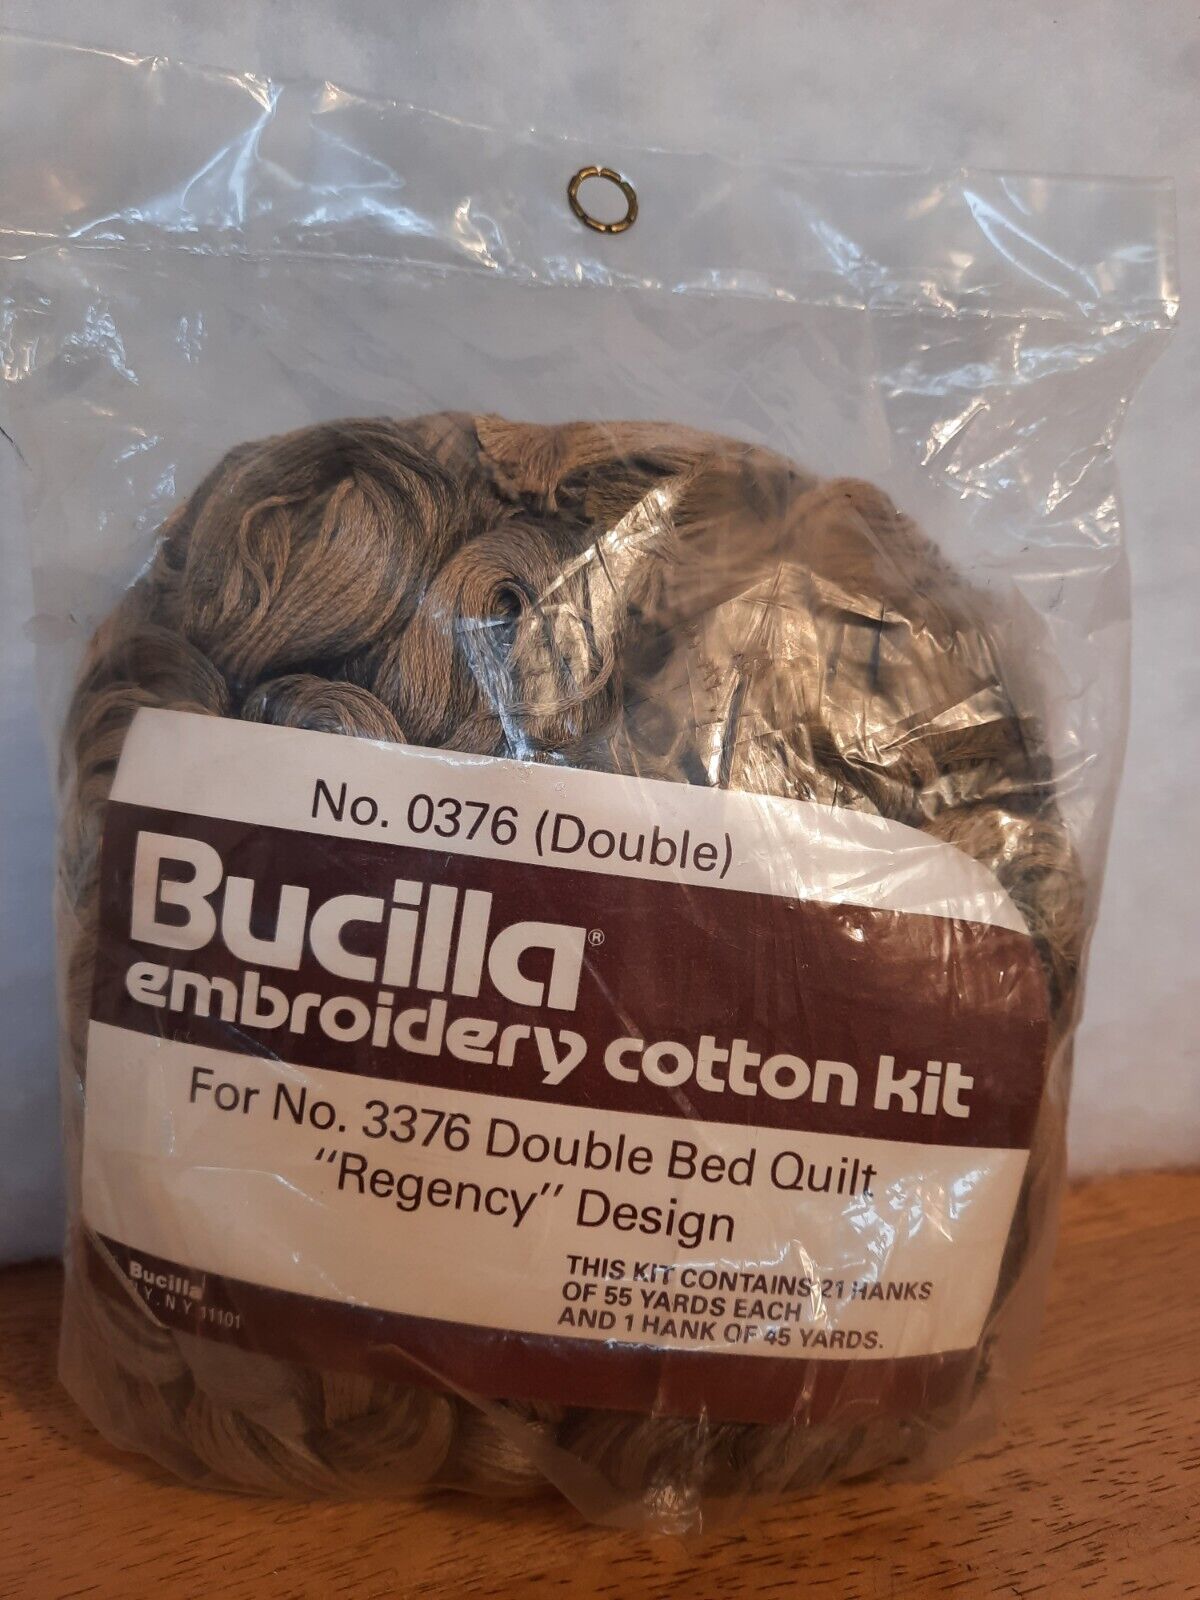 No. 0376 (Double)
Bucilla®
embroidery cotton kit
For No. 3376 Double Bed Quilt
"Regency" Design
THIS KIT CONTAINS 21 HANKS
OF 55 YARDS EACH
AND 1 HANK OF 45 YARDS.
Bucilla
N.Y. 11101